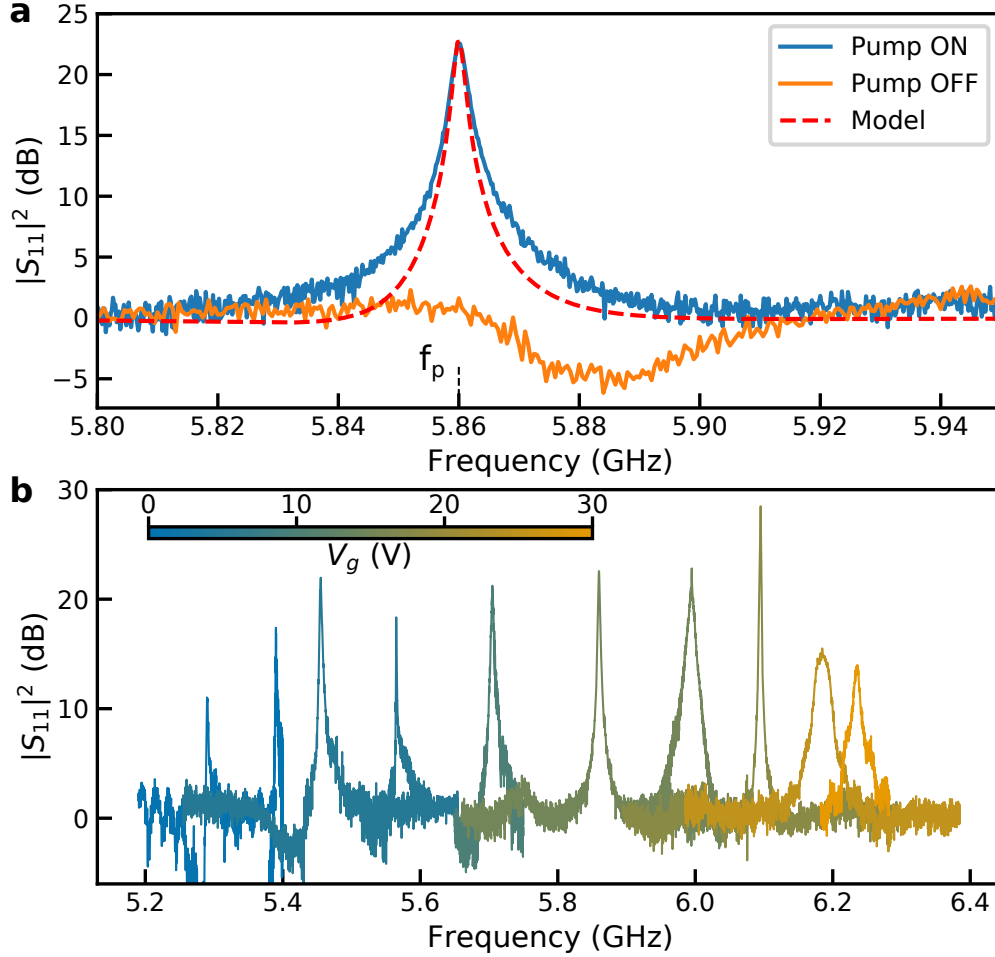 a
25
20
15
10
5
0
−5
|S₁₁|² (dB)
Pump ON
Pump OFF
Model
fₚ
5.80 5.82 5.84 5.86 5.88 5.90 5.92 5.94
Frequency (GHz)
b
30
20
10
0
|S₁₁|² (dB)
0 10 20 30
V_g (V)
5.2 5.4 5.6 5.8 6.0 6.2 6.4
Frequency (GHz)